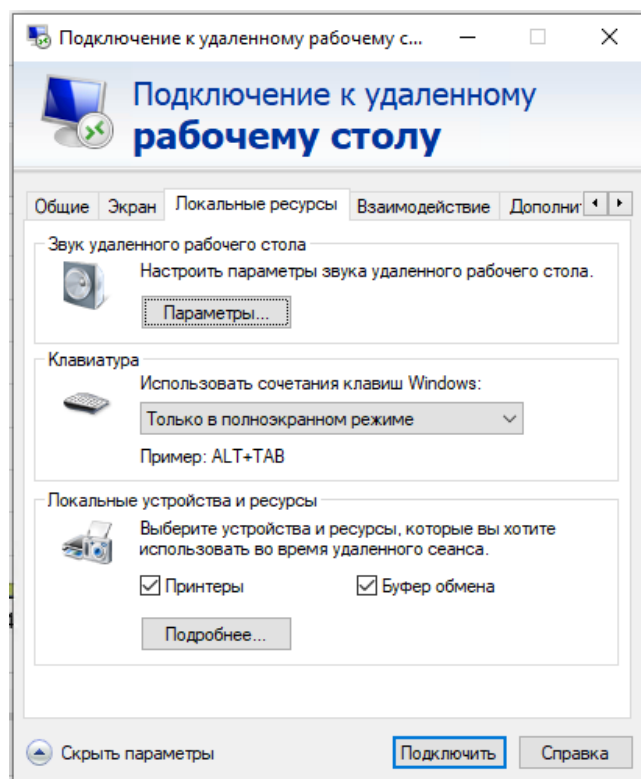 Подключение к удаленному рабочему с...
Подключение к удаленному
рабочему столу
Общие Экран Локальные ресурсы Взаимодействие Дополни
Звук удаленного рабочего стола
Настроить параметры звука удаленного рабочего стола.
Параметры...
Клавиатура
Использовать сочетания клавиш Windows:
Только в полноэкранном режиме
Пример: ALT+TAB
Локальные устройства и ресурсы
Выберите устройства и ресурсы, которые вы хотите
использовать во время удаленного сеанса.
Принтеры Буфер обмена
Подробнее...
Скрыть параметры Подключить Справка